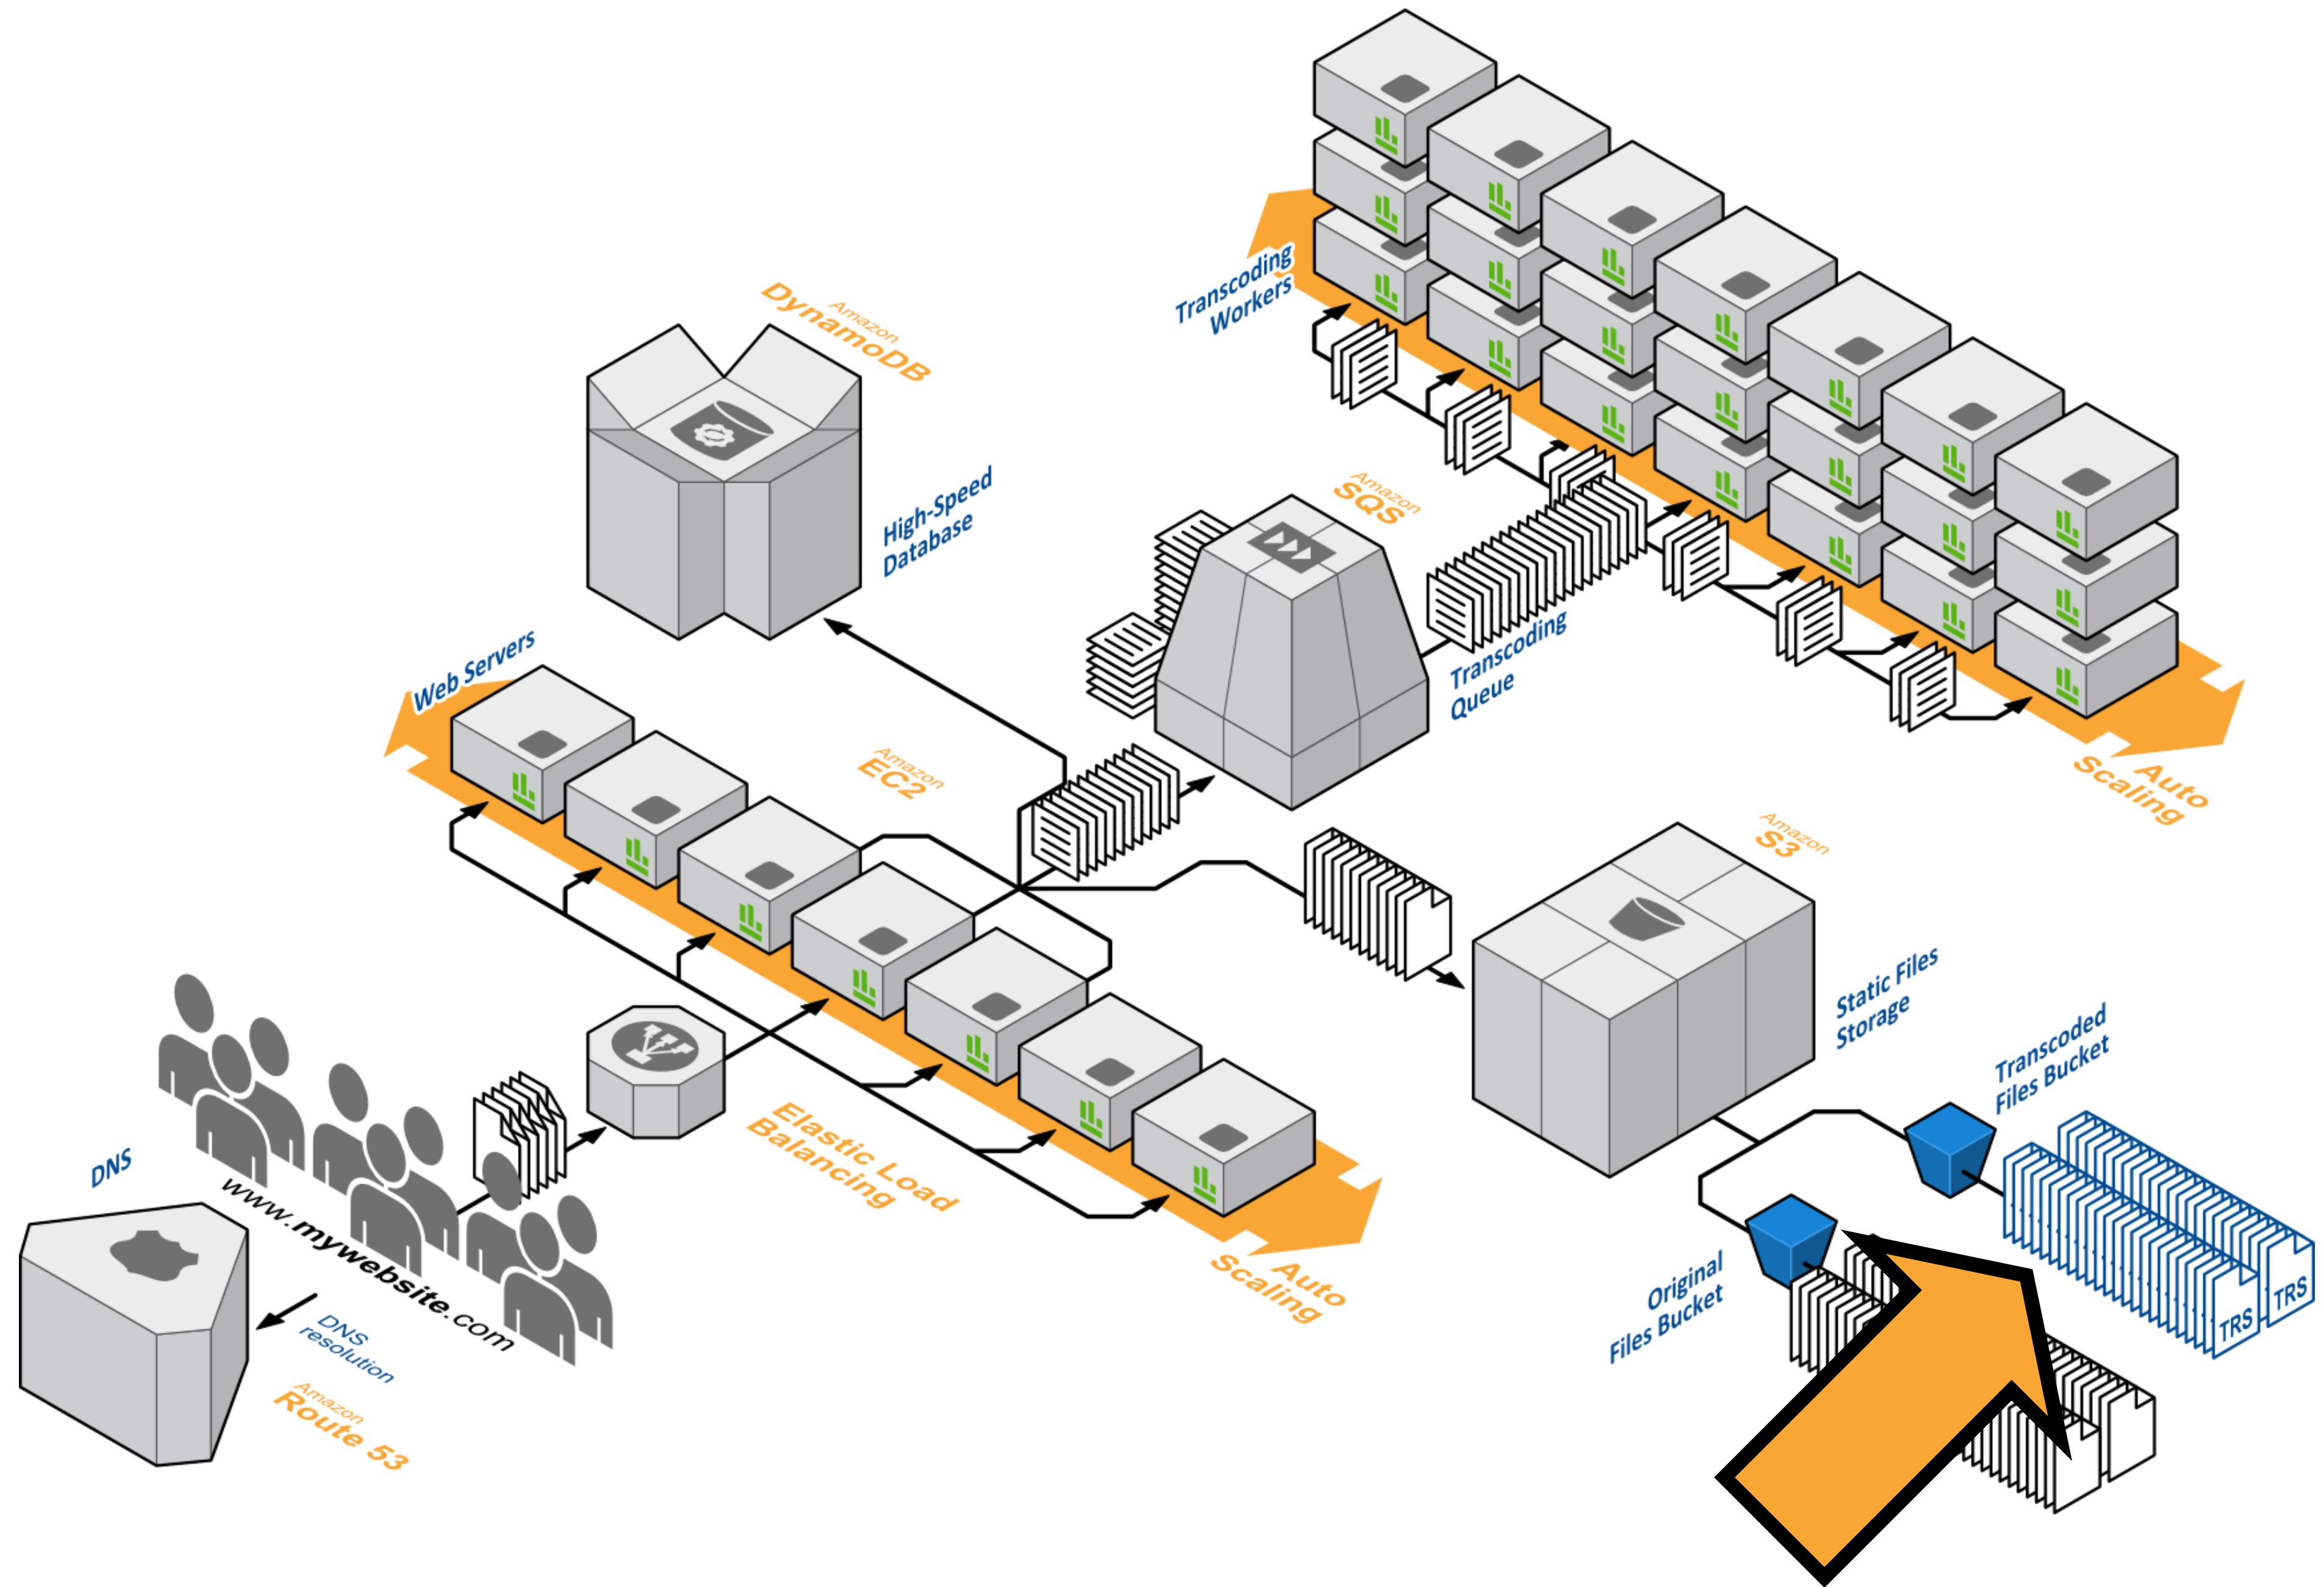 Transcoding
Workers
Amazon
DynamoDB
High-Speed
Database
Amazon
SQS
Transcoding
Queue
Auto
Scaling
Web Servers
Amazon
EC2
Amazon
S3
Static Files
Storage
Transcoded
Files Bucket
TRS
TRS
Original
Files Bucket
Elastic Load
Balancing
Auto
Scaling
DNS
www.mywebsite.com
DNS
resolution
Amazon
Route 53